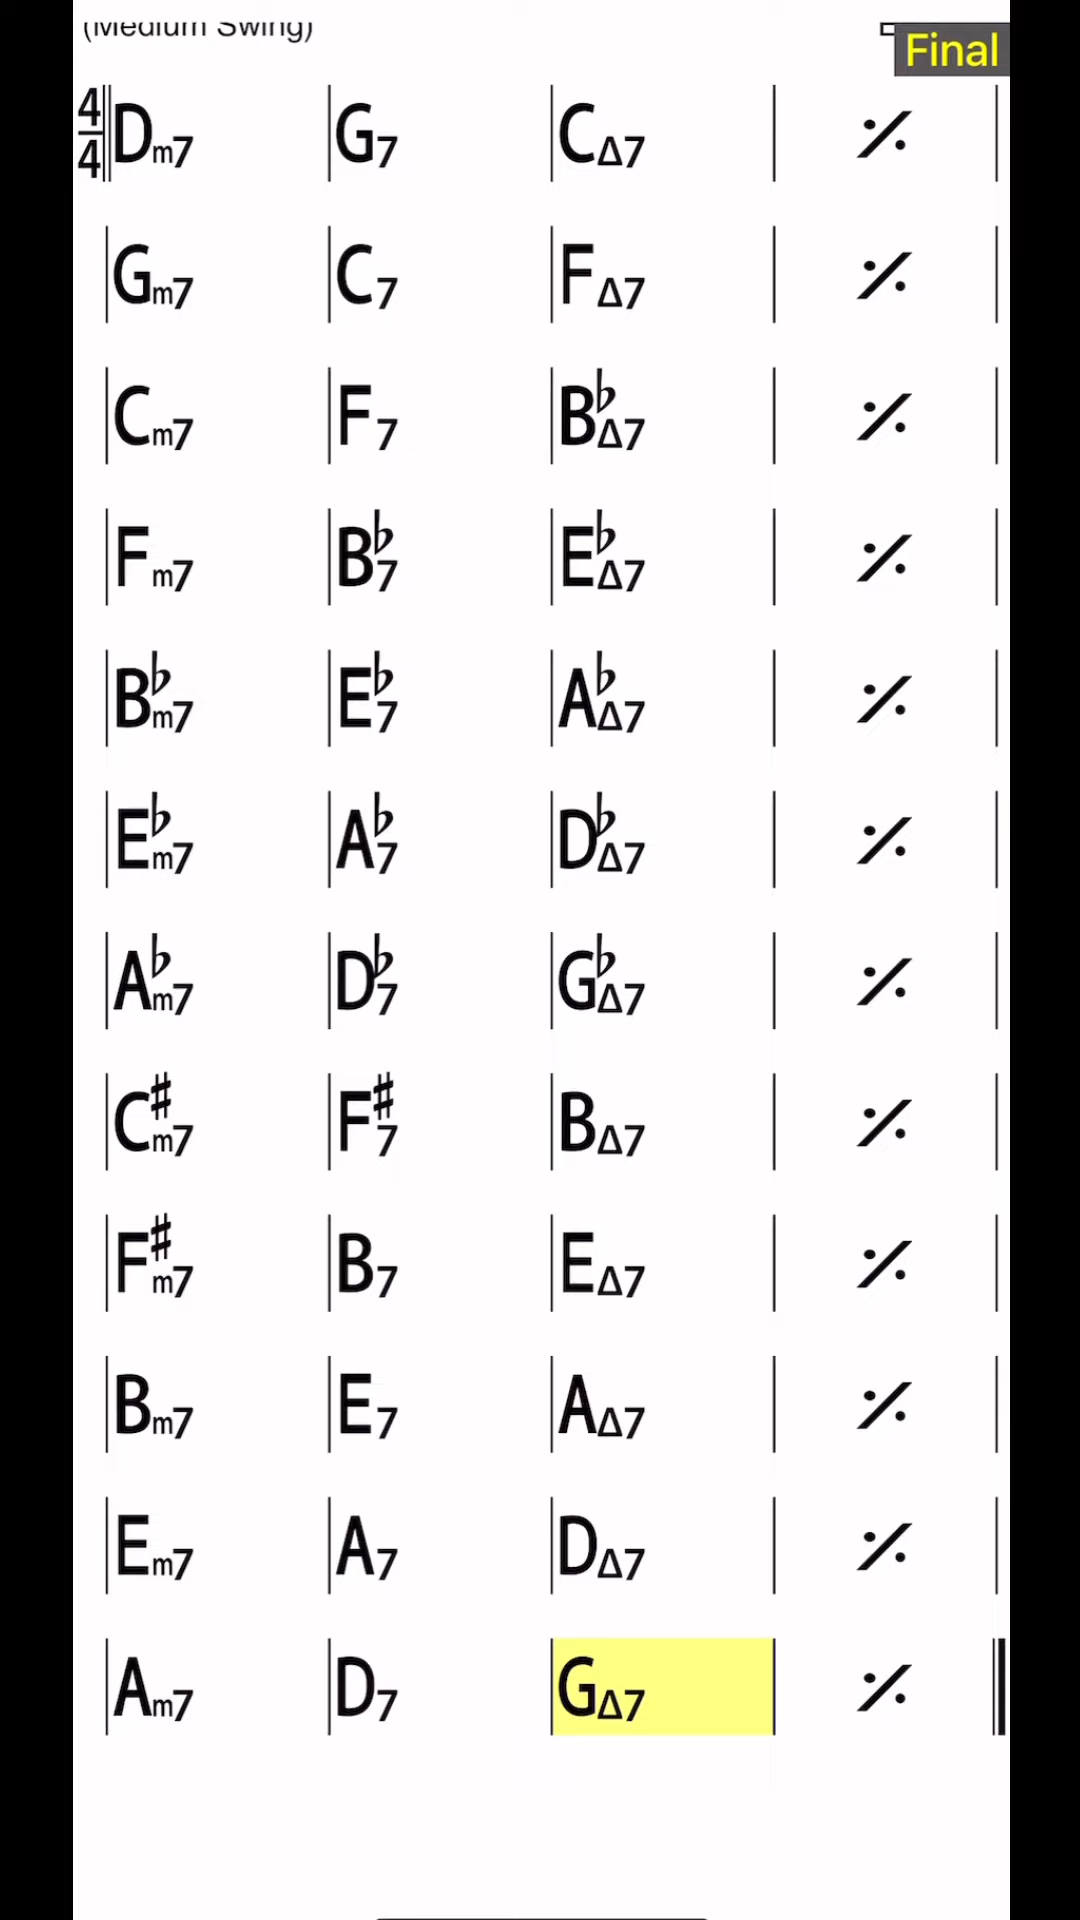 (Medium Swing)
Final
4/4 Dm7 G7 CΔ7 ٪
Gm7 C7 FΔ7 ٪
Cm7 F7 B♭Δ7 ٪
Fm7 B♭7 E♭Δ7 ٪
B♭m7 E♭7 A♭Δ7 ٪
E♭m7 A♭7 D♭Δ7 ٪
A♭m7 D♭7 G♭Δ7 ٪
C♯m7 F♯7 BΔ7 ٪
F♯m7 B7 EΔ7 ٪
Bm7 E7 AΔ7 ٪
Em7 A7 DΔ7 ٪
Am7 D7 GΔ7 ٪